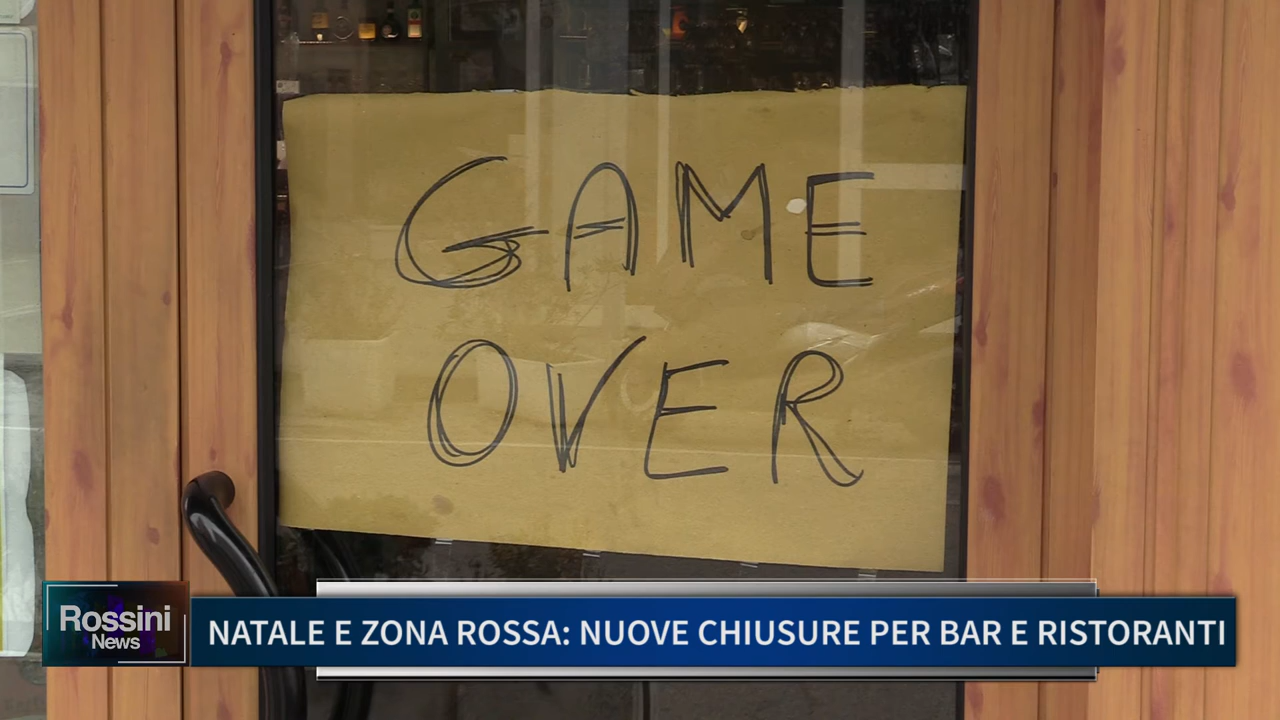 GAME
OVER
Rossini
News
NATALE E ZONA ROSSA: NUOVE CHIUSURE PER BAR E RISTORANTI